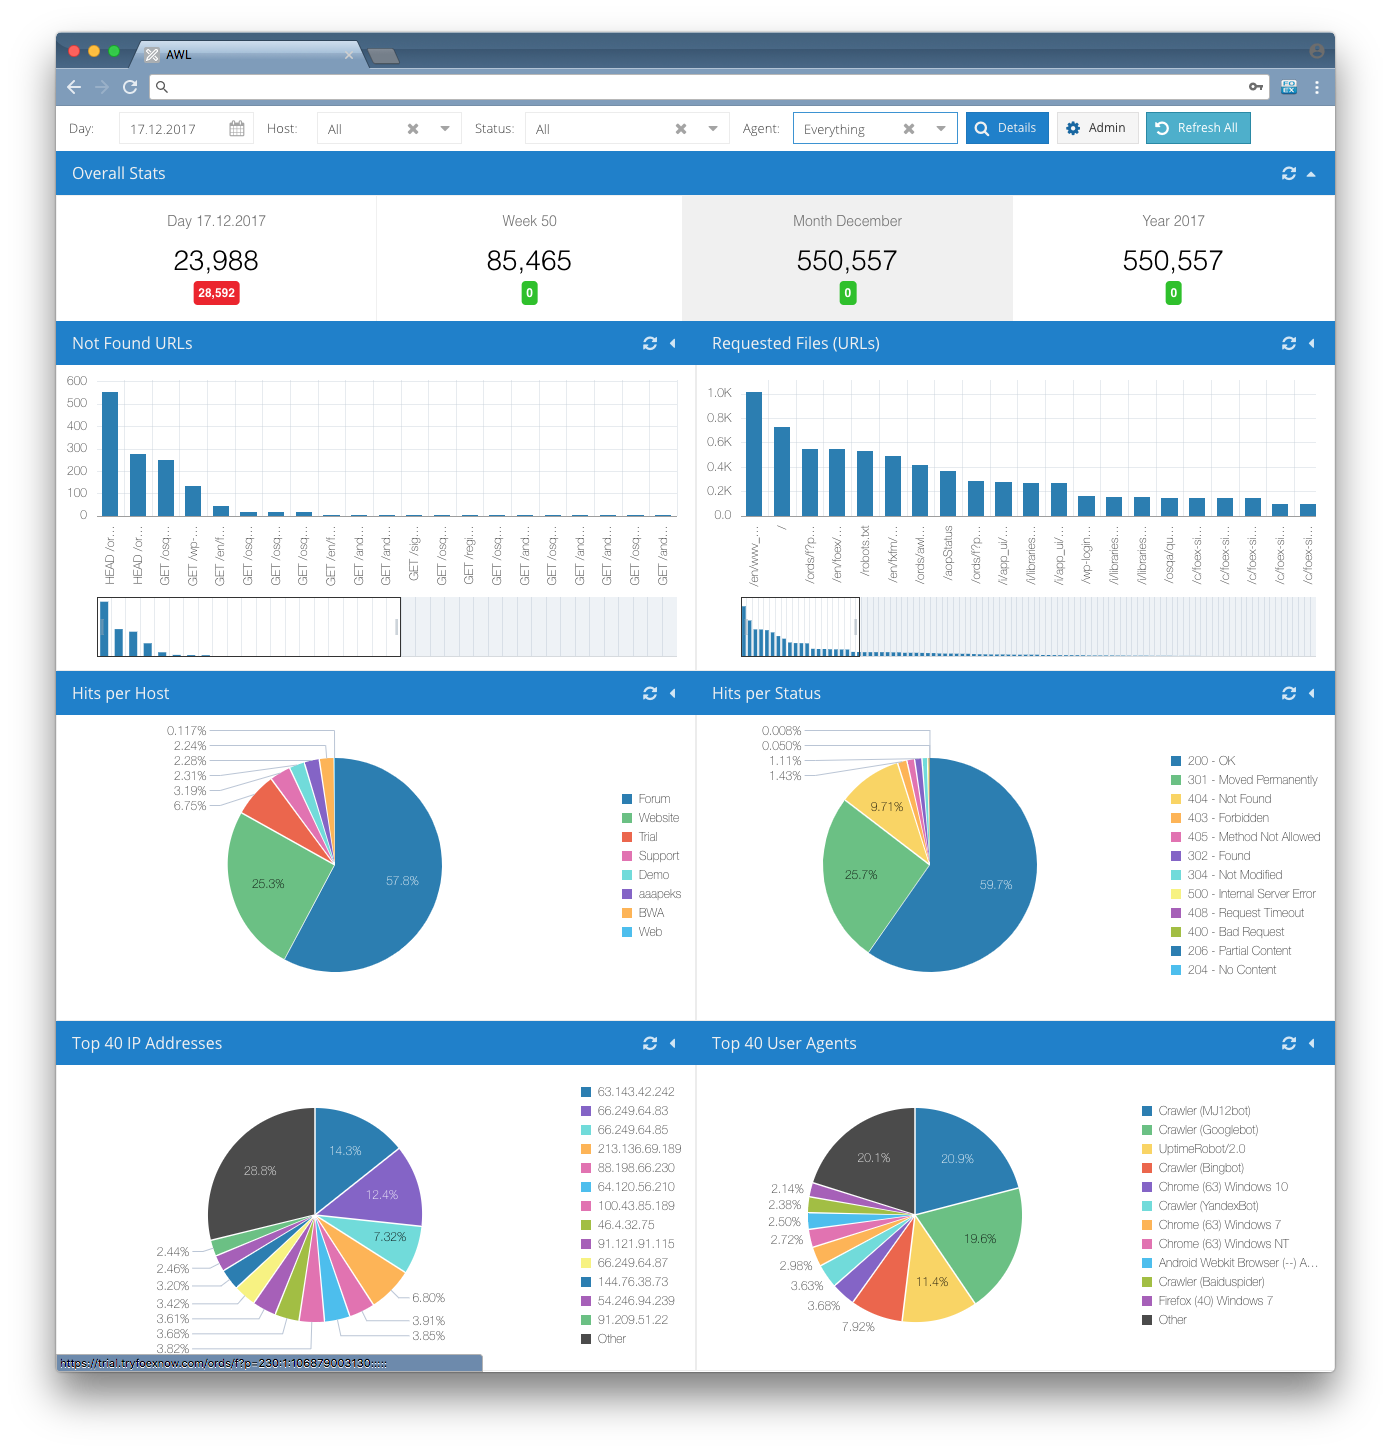 AWL
FO
EX
Day: 17.12.2017 Host: All Status: All Agent: Everything Details Admin Refresh All
Overall Stats
Day 17.12.2017 Week 50 Month December Year 2017
23,988 85,465 550,557 550,557
28,592 0 0 0
Not Found URLs
600
500
400
300
200
100
0
HEAD /or...
HEAD /or...
GET /osq...
GET /wp-...
GET /en/f...
GET /osq...
GET /osq...
GET /osq...
GET /en/f...
GET /and...
GET /and...
GET /sig...
GET /osq...
GET /regi...
GET /osq...
GET /and...
GET /osq...
GET /and...
GET /and...
GET /osq...
GET /and...
Requested Files (URLs)
1.0K
0.8K
0.6K
0.4K
0.2K
0.0
/en/www_...
/
/ords/f?p...
/en/foex/...
/robots.txt
/en/fxfm/...
/ords/awl...
/aopStatus
/ords/f?p...
/i/app_ui/...
/i/libraries...
/i/app_ui/...
/wp-login...
/i/libraries...
/i/libraries...
/osqa/qu...
/c/foex-si...
/c/foex-si...
/c/foex-si...
/c/foex-si...
/c/foex-si...
Hits per Host
0.117%
2.24%
2.28%
2.31%
3.19%
6.75%
25.3%
57.8%
Forum
Website
Trial
Support
Demo
aaapeks
BWA
Web
Hits per Status
0.008%
0.050%
1.11%
1.43%
9.71%
25.7%
59.7%
200 - OK
301 - Moved Permanently
404 - Not Found
403 - Forbidden
405 - Method Not Allowed
302 - Found
304 - Not Modified
500 - Internal Server Error
408 - Request Timeout
400 - Bad Request
206 - Partial Content
204 - No Content
Top 40 IP Addresses
28.8%
14.3%
12.4%
7.32%
6.80%
3.91%
3.85%
2.44%
2.46%
3.20%
3.42%
3.61%
3.68%
3.82%
63.143.42.242
66.249.64.83
66.249.64.85
213.136.69.189
88.198.66.230
64.120.56.210
100.43.85.189
46.4.32.75
91.121.91.115
66.249.64.87
144.76.38.73
54.246.94.239
91.209.51.22
Other
Top 40 User Agents
20.1%
20.9%
19.6%
11.4%
2.14%
2.38%
2.50%
2.72%
2.98%
3.63%
3.68%
7.92%
Crawler (MJ12bot)
Crawler (Googlebot)
UptimeRobot/2.0
Crawler (Bingbot)
Chrome (63) Windows 10
Crawler (YandexBot)
Chrome (63) Windows 7
Chrome (63) Windows NT
Android Webkit Browser (--) A...
Crawler (Baiduspider)
Firefox (40) Windows 7
Other
https://trial.tryfoexnow.com/ords/f?p=230:1:106879003130:::::